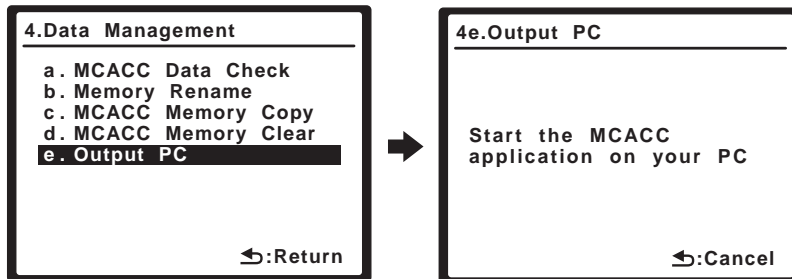 4.Data Management
a. MCACC Data Check
b. Memory Rename
c. MCACC Memory Copy
d. MCACC Memory Clear
e. Output PC
:Return
4e.Output PC
Start the MCACC
application on your PC
:Cancel